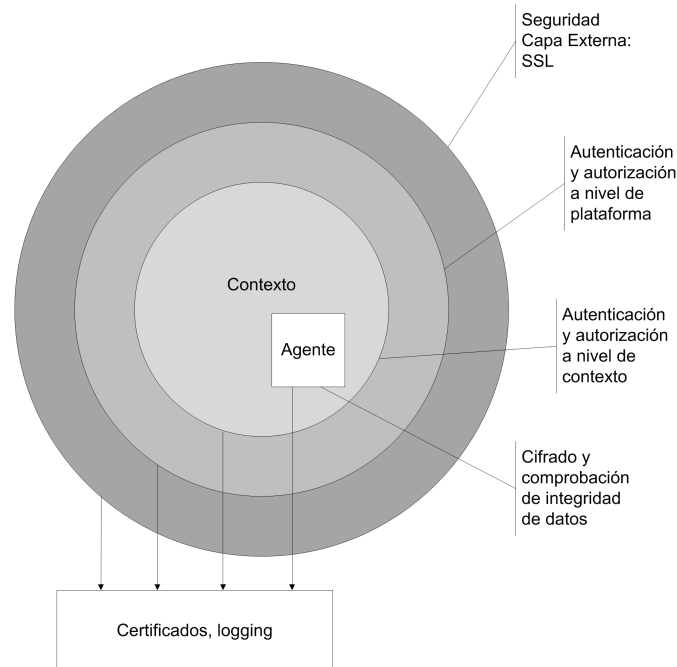 Seguridad
Capa Externa:
SSL
Autenticación
y autorización
a nivel de
plataforma
Contexto
Agente
Autenticación
y autorización
a nivel de
contexto
Cifrado y
comprobación
de integridad
de datos
Certificados, logging